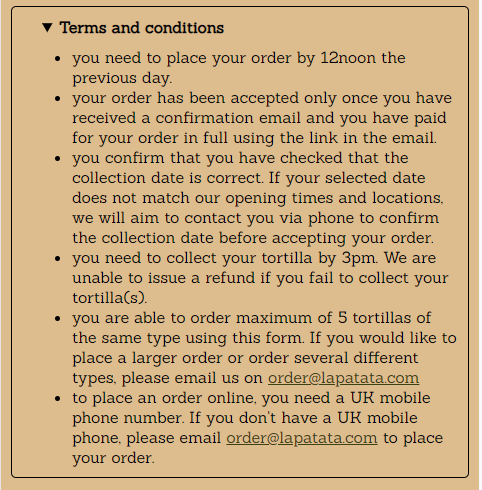 ▼ Terms and conditions
• you need to place your order by 12noon the
previous day.
• your order has been accepted only once you have
received a confirmation email and you have paid
for your order in full using the link in the email.
• you confirm that you have checked that the
collection date is correct. If your selected date
does not match our opening times and locations,
we will aim to contact you via phone to confirm
the collection date before accepting your order.
• you need to collect your tortilla by 3pm. We are
unable to issue a refund if you fail to collect your
tortilla(s).
• you are able to order maximum of 5 tortillas of
the same type using this form. If you would like to
place a larger order or order several different
types, please email us on order@lapatata.com
• to place an order online, you need a UK mobile
phone number. If you don't have a UK mobile
phone, please email order@lapatata.com to place
your order.